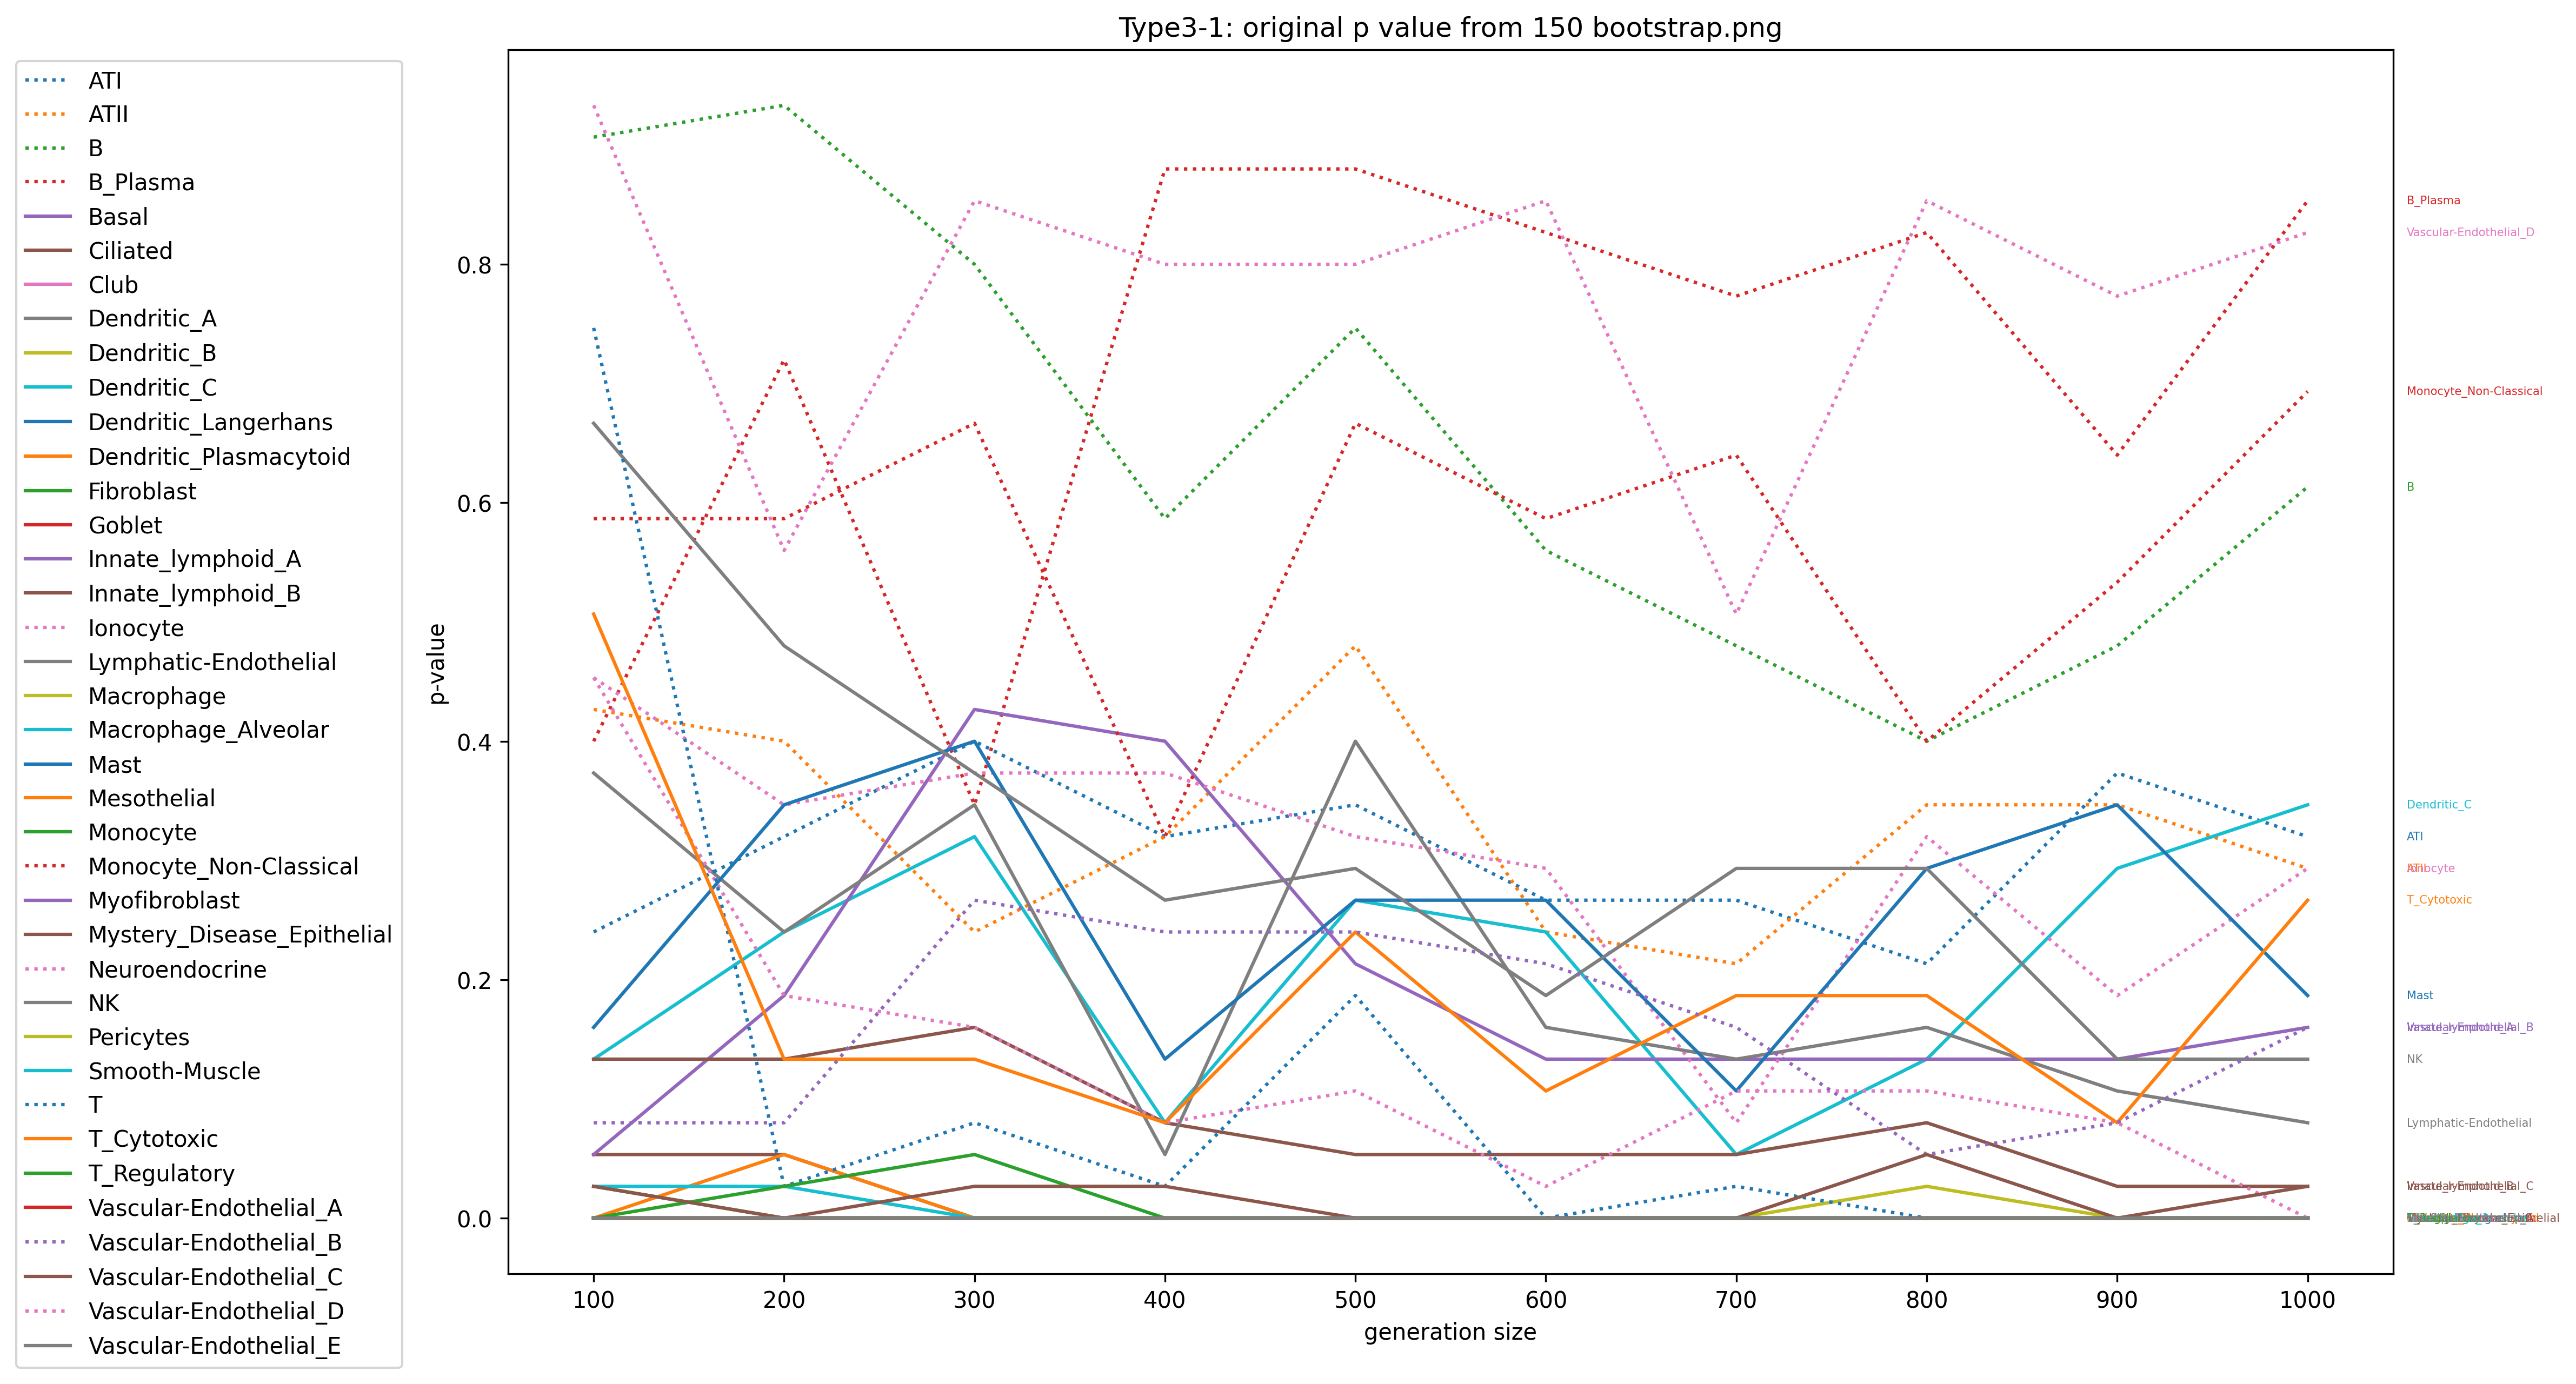 Type3-1: original p value from 150 bootstrap.png
ATI
ATII
B
B_Plasma
Basal
Ciliated
Club
Dendritic_A
Dendritic_B
Dendritic_C
Dendritic_Langerhans
Dendritic_Plasmacytoid
Fibroblast
Goblet
Innate_lymphoid_A
Innate_lymphoid_B
Ionocyte
Lymphatic-Endothelial
Macrophage
Macrophage_Alveolar
Mast
Mesothelial
Monocyte
Monocyte_Non-Classical
Myofibroblast
Mystery_Disease_Epithelial
Neuroendocrine
NK
Pericytes
Smooth-Muscle
T
T_Cytotoxic
T_Regulatory
Vascular-Endothelial_A
Vascular-Endothelial_B
Vascular-Endothelial_C
Vascular-Endothelial_D
Vascular-Endothelial_E
p-value
0.8
0.6
0.4
0.2
0.0
100 200 300 400 500 600 700 800 900 1000
generation size
B_Plasma
Vascular-Endothelial_D
Monocyte_Non-Classical
B
Dendritic_C
ATI
T_Cytotoxic
Mast
NK
Lymphatic-Endothelial